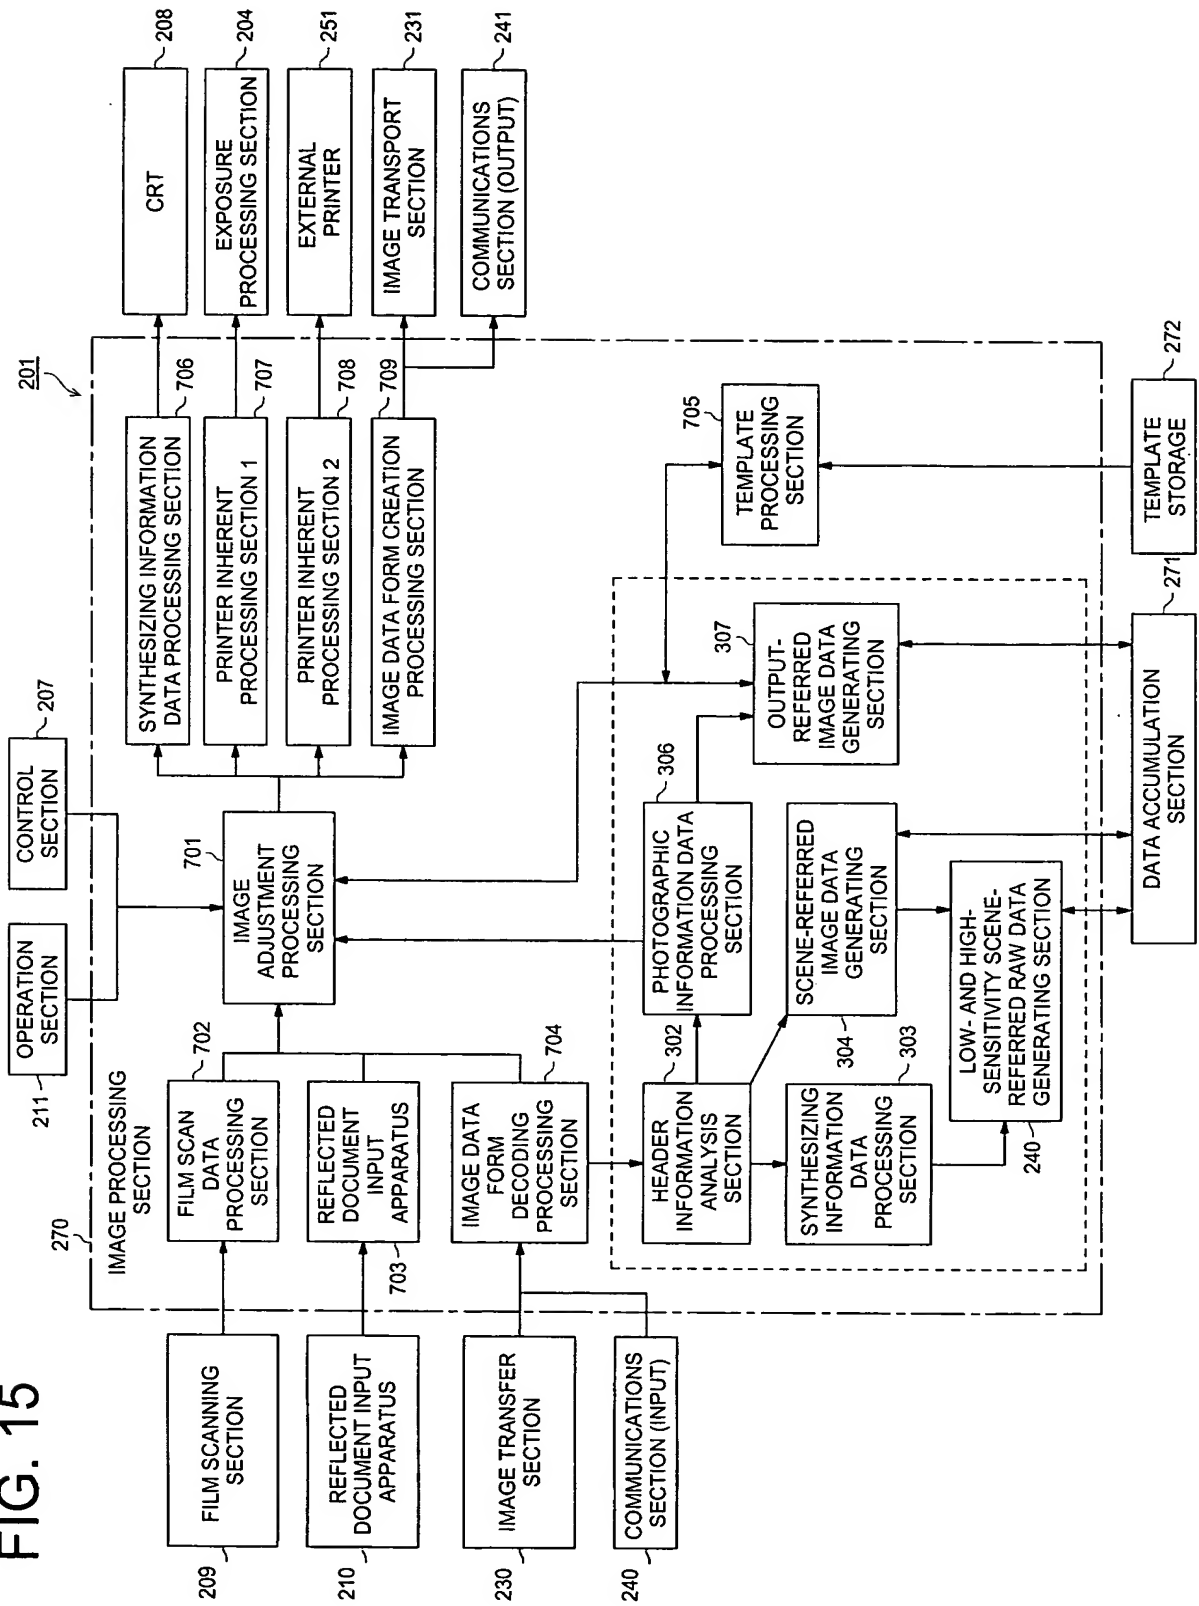 FIG. 15
201
270
IMAGE PROCESSING
SECTION
211
OPERATION
SECTION
CONTROL
SECTION
207
209
FILM SCANNING
SECTION
210
REFLECTED
DOCUMENT INPUT
APPARATUS
230
IMAGE TRANSFER
SECTION
240
COMMUNICATIONS
SECTION (INPUT)
FILM SCAN
DATA
PROCESSING
SECTION
702
REFLECTED
DOCUMENT
INPUT
APPARATUS
703
IMAGE DATA
FORM
DECODING
PROCESSING
SECTION
704
IMAGE
ADJUSTMENT
PROCESSING
SECTION
701
SYNTHESIZING INFORMATION
DATA PROCESSING SECTION
706
PRINTER INHERENT
PROCESSING SECTION 1
707
PRINTER INHERENT
PROCESSING SECTION 2
708
IMAGE DATA FORM CREATION
PROCESSING SECTION
709
CRT
208
EXPOSURE
PROCESSING SECTION
204
EXTERNAL
PRINTER
251
IMAGE TRANSPORT
SECTION
231
COMMUNICATIONS
SECTION (OUTPUT)
241
HEADER
INFORMATION
ANALYSIS
SECTION
302
PHOTOGRAPHIC
INFORMATION DATA
PROCESSING
SECTION
306
OUTPUT-
REFERRED
IMAGE DATA
GENERATING
SECTION
307
TEMPLATE
PROCESSING
SECTION
705
SYNTHESIZING
INFORMATION
DATA
PROCESSING
SECTION
303
SCENE-REFERRED
IMAGE DATA
GENERATING
SECTION
304
LOW- AND HIGH-
SENSITIVITY SCENE-
REFERRED RAW DATA
GENERATING SECTION
240
DATA ACCUMULATION
SECTION
271
TEMPLATE
STORAGE
272